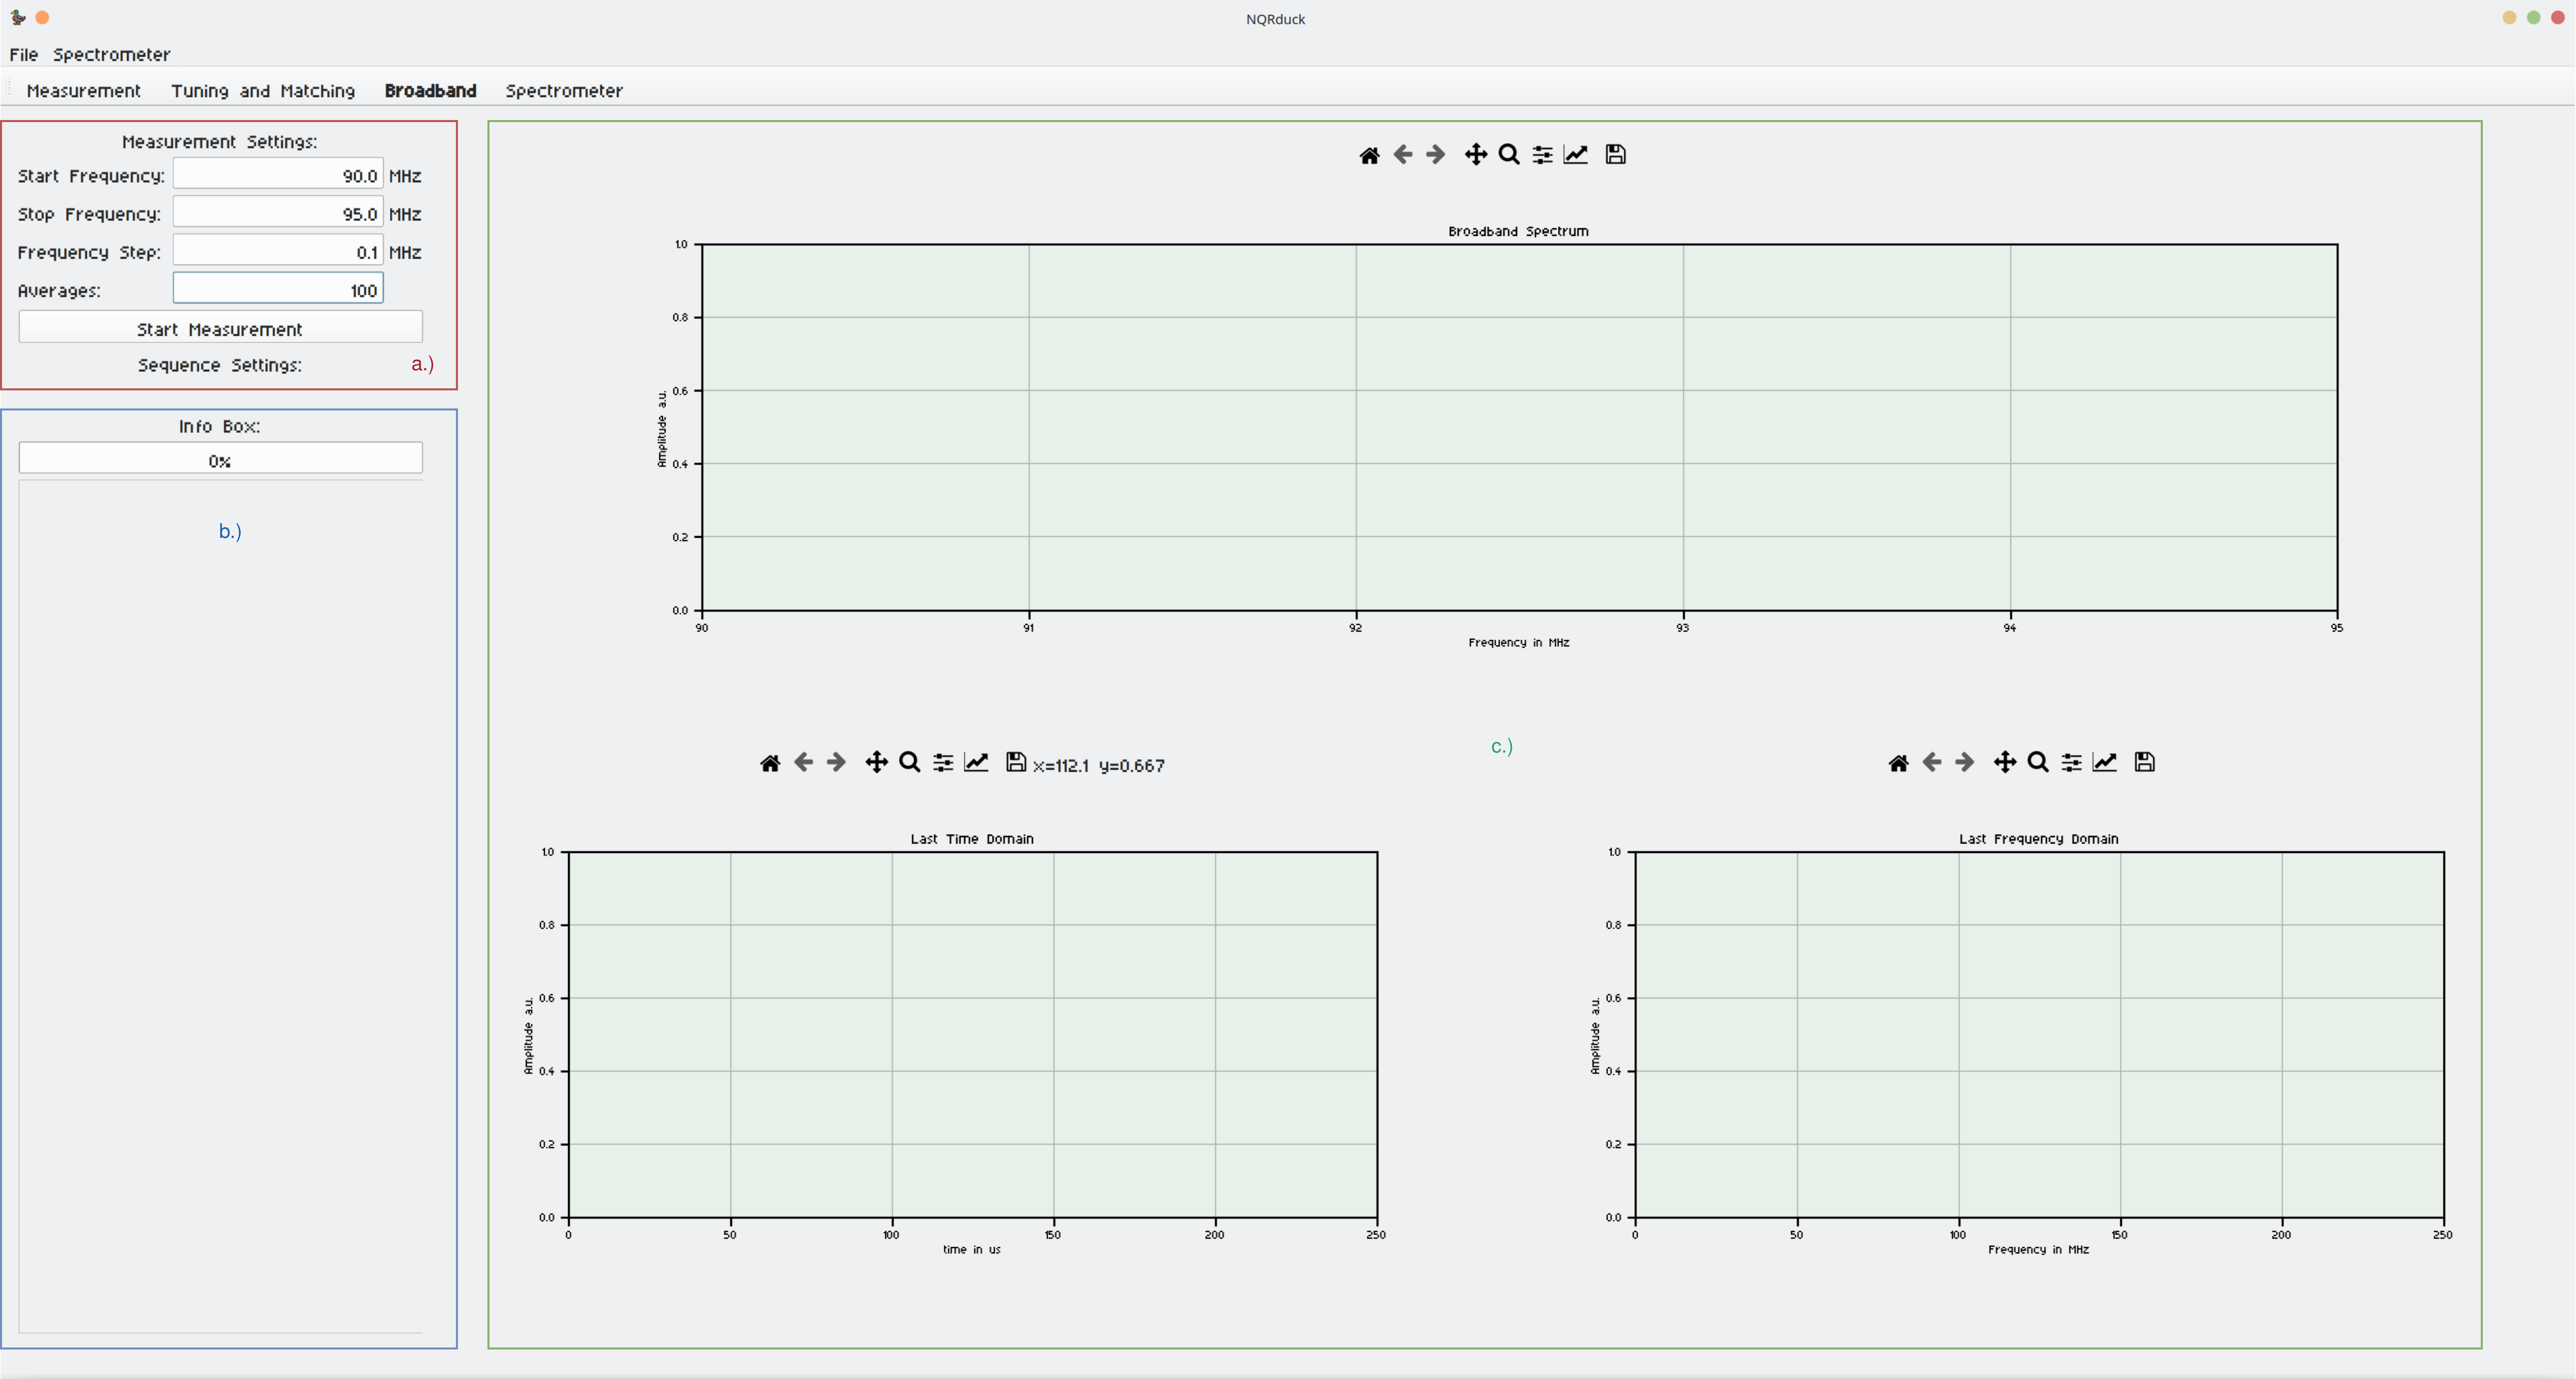 NQRduck
File Spectrometer
Measurement Tuning and Matching Broadband Spectrometer
Measurement Settings:
Start Frequency: 90.0 MHz
Stop Frequency: 95.0 MHz
Frequency Step: 0.1 MHz
Averages: 100
Start Measurement
Sequence Settings:
a.)
Info Box:
0%
b.)
Broadband Spectrum
1.0
0.8
0.6
0.4
0.2
0.0
Amplitude a.u.
90 91 92 93 94 95
Frequency in MHz
c.)
x=112.1 y=0.667
Last Time Domain
1.0
0.8
0.6
0.4
0.2
0.0
Amplitude a.u.
0 50 100 150 200 250
time in us
Last Frequency Domain
1.0
0.8
0.6
0.4
0.2
0.0
Amplitude a.u.
0 50 100 150 200 250
Frequency in MHz